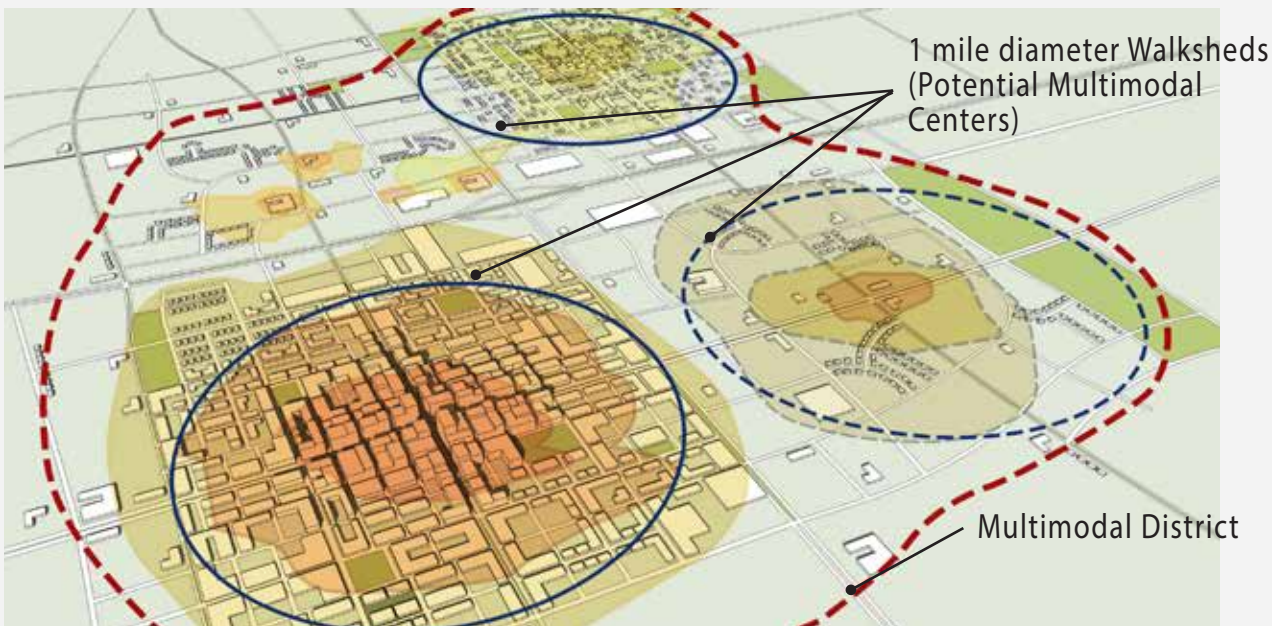 1 mile diameter Walksheds
(Potential Multimodal
Centers)
Multimodal District